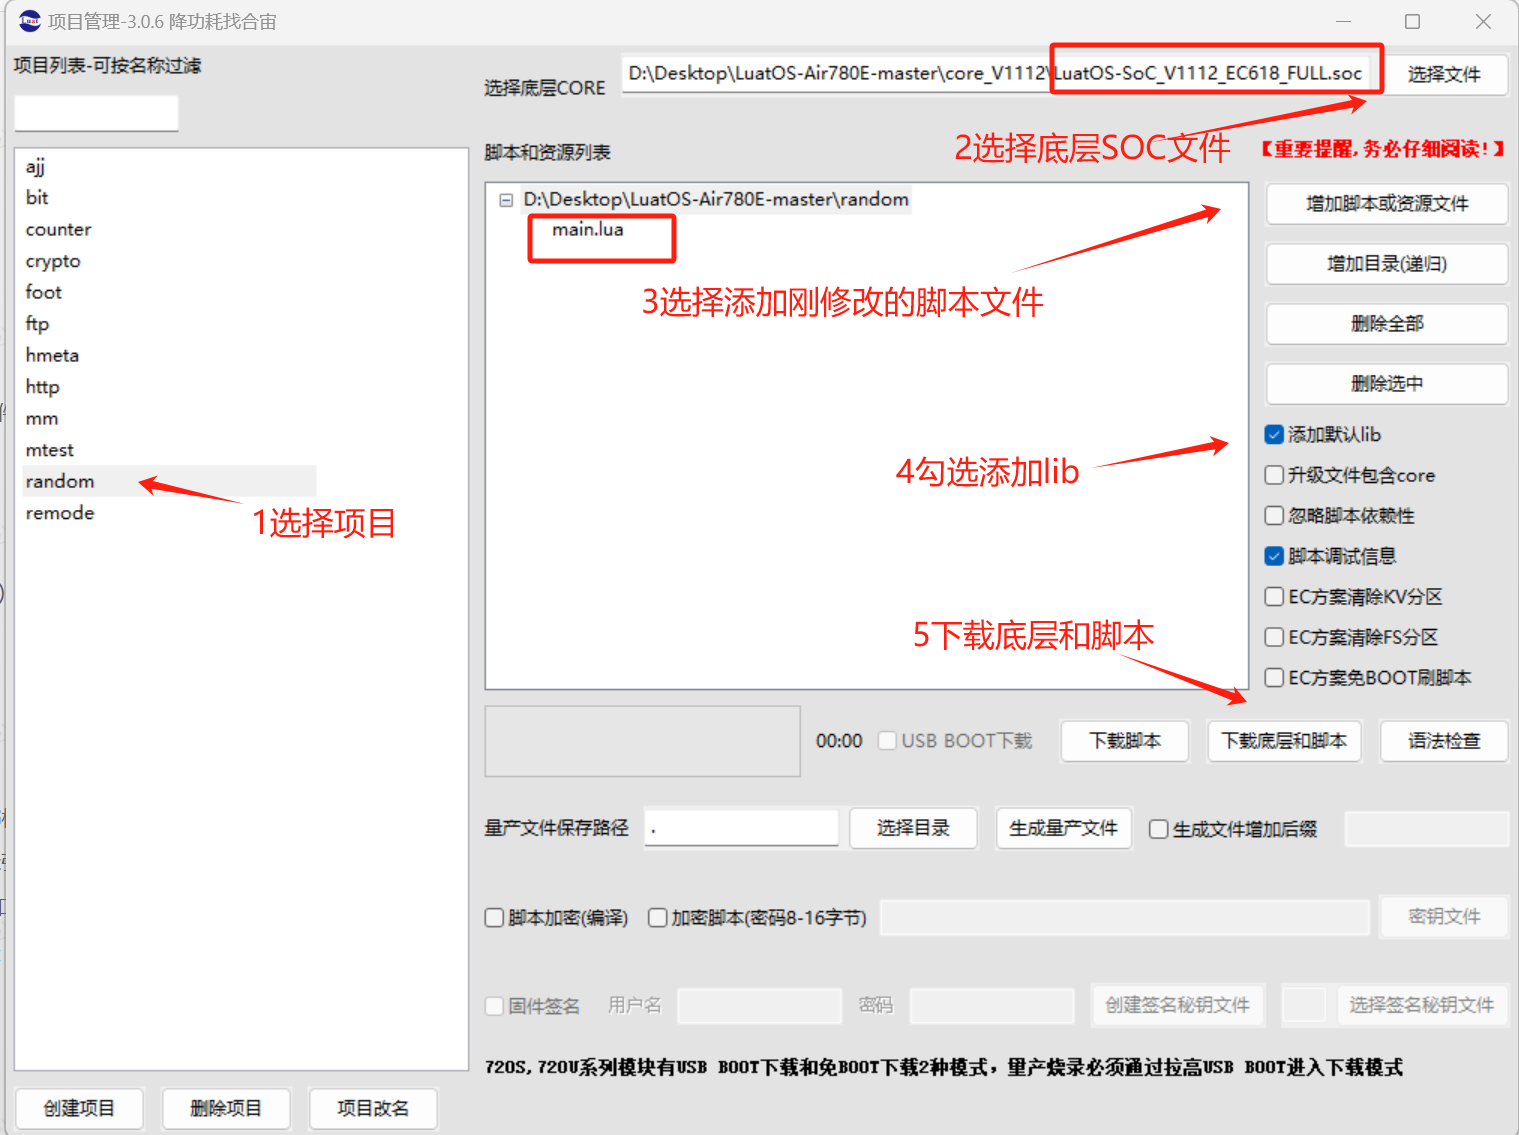 Luat 项目管理-3.0.6 降功耗找合宙
项目列表-可按名称过滤
ajj
bit
counter
crypto
foot
ftp
hmeta
http
mm
mtest
random
remode
1选择项目
创建项目
删除项目
项目改名
选择底层CORE
D:\Desktop\LuatOS-Air780E-master\core_V1112\LuatOS-SoC_V1112_EC618_FULL.soc
选择文件
2选择底层SOC文件
【重要提醒,务必仔细阅读!】
脚本和资源列表
D:\Desktop\LuatOS-Air780E-master\random
main.lua
3选择添加刚修改的脚本文件
4勾选添加lib
5下载底层和脚本
增加脚本或资源文件
增加目录(递归)
删除全部
删除选中
添加默认lib
升级文件包含core
忽略脚本依赖性
脚本调试信息
EC方案清除KV分区
EC方案清除FS分区
EC方案免BOOT刷脚本
00:00
USB BOOT下载
下载脚本
下载底层和脚本
语法检查
量产文件保存路径
.
选择目录
生成量产文件
生成文件增加后缀
脚本加密(编译)
加密脚本(密码8-16字节)
密钥文件
固件签名
用户名
密码
创建签名秘钥文件
选择签名秘钥文件
720S,720U系列模块有USB BOOT下载和免BOOT下载2种模式，量产烧录必须通过拉高USB BOOT进入下载模式